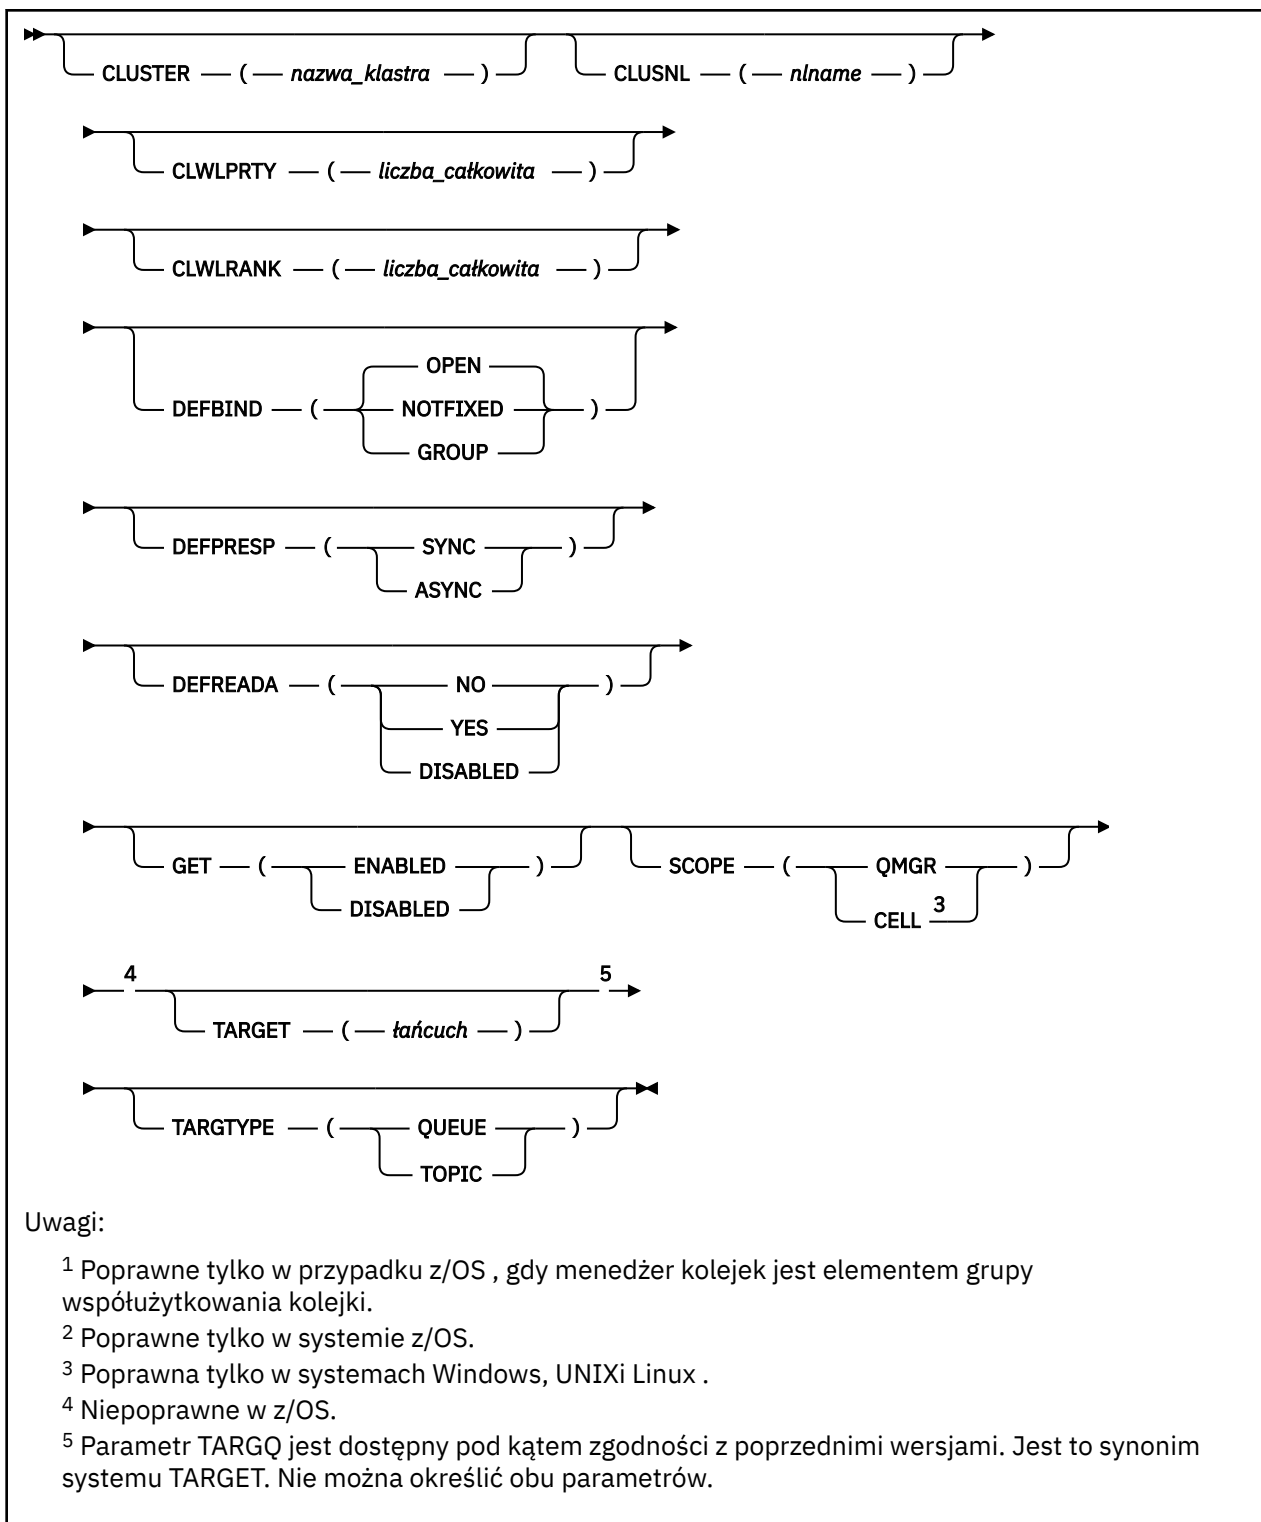 CLUSTER ( nazwa_klastra ) CLUSNL ( nlname )
CLWLPRTY ( liczba_całkowita )
CLWLRANK ( liczba_całkowita )
OPEN
DEFBIND ( NOTFIXED )
GROUP
DEFPRESP ( SYNC )
ASYNC
DEFREADA ( NO )
YES
DISABLED
GET ( ENABLED ) SCOPE ( QMGR )
DISABLED CELL 3
4 5
TARGET ( łańcuch )
TARGTYPE ( QUEUE )
TOPIC
Uwagi:
1 Poprawne tylko w przypadku z/OS , gdy menedżer kolejek jest elementem grupy
współużytkowania kolejki.
2 Poprawne tylko w systemie z/OS.
3 Poprawna tylko w systemach Windows, UNIXi Linux .
4 Niepoprawne w z/OS.
5 Parametr TARGQ jest dostępny pod kątem zgodności z poprzednimi wersjami. Jest to synonim
systemu TARGET. Nie można określić obu parametrów.